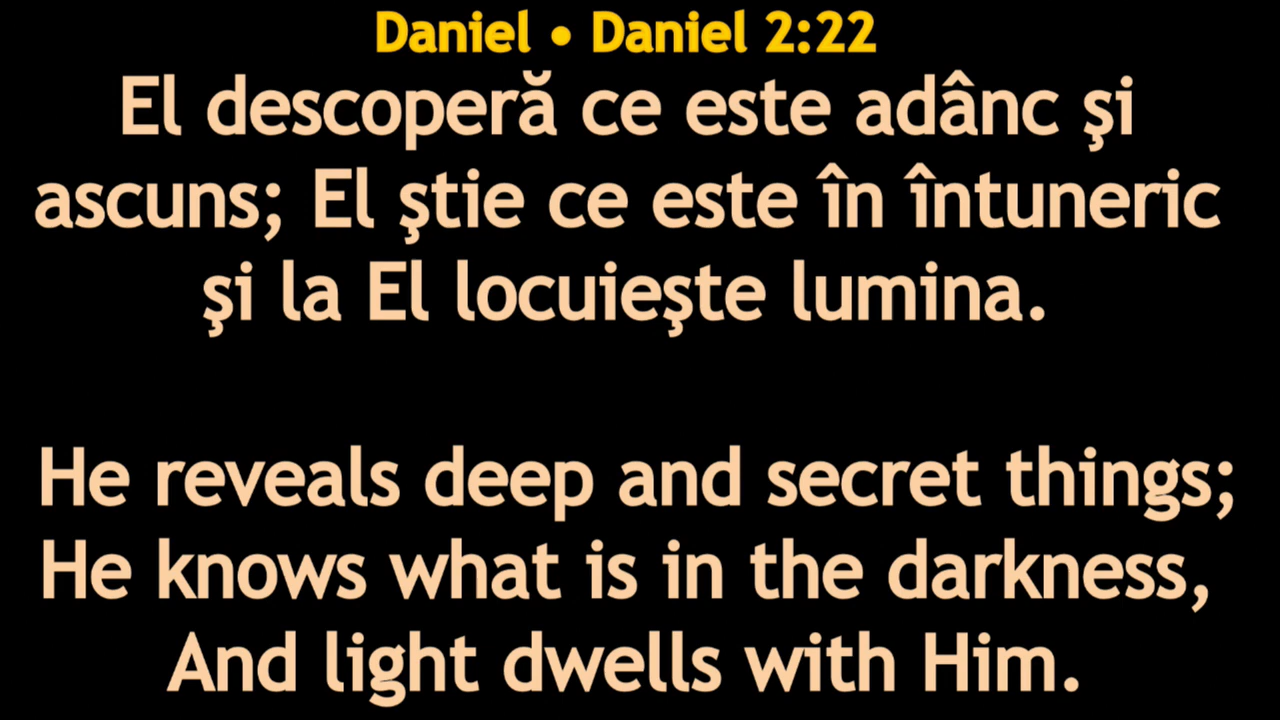 Daniel • Daniel 2:22
El descoperă ce este adânc şi
ascuns; El ştie ce este în întuneric
şi la El locuieşte lumina.
He reveals deep and secret things;
He knows what is in the darkness,
And light dwells with Him.